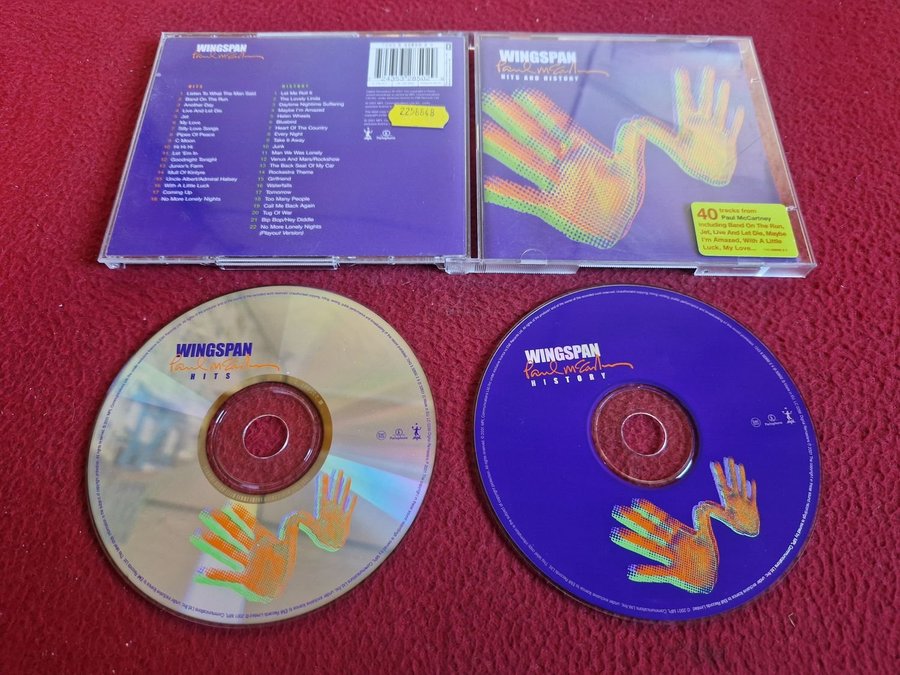 WINGSPAN
Paul McCartney
HITS
1 Listen To What The Man Said
2 Band On The Run
3 Another Day
4 Live And Let Die
5 Jet
6 My Love
7 Silly Love Songs
8 Pipes Of Peace
9 C Moon
10 Hi Hi Hi
11 Let 'Em In
12 Goodnight Tonight
13 Junior's Farm
14 Mull Of Kintyre
15 Uncle Albert/Admiral Halsey
16 With A Little Luck
17 Coming Up
18 No More Lonely Nights
HISTORY
1 Let Me Roll It
2 The Lovely Linda
3 Daytime Nightime Suffering
4 Maybe I'm Amazed
5 Helen Wheels
6 Bluebird
7 Heart Of The Country
8 Every Night
9 Take It Away
10 Junk
11 Man We Was Lonely
12 Venus And Mars/Rockshow
13 The Back Seat Of My Car
14 Rockestra Theme
15 Girlfriend
16 Waterfalls
17 Tomorrow
18 Too Many People
19 Call Me Back Again
20 Tug Of War
21 Bip Bop/Hey Diddle
22 No More Lonely Nights
(Playout Version)
Parlophone
WINGSPAN
Paul McCartney
HITS AND HISTORY
40 tracks from
Paul McCartney
including Band On The Run,
Jet, Live And Let Die, Maybe
I'm Amazed, With A Little
Luck, My Love...
WINGSPAN
Paul McCartney
HITS
Parlophone
WINGSPAN
Paul McCartney
HISTORY
Parlophone